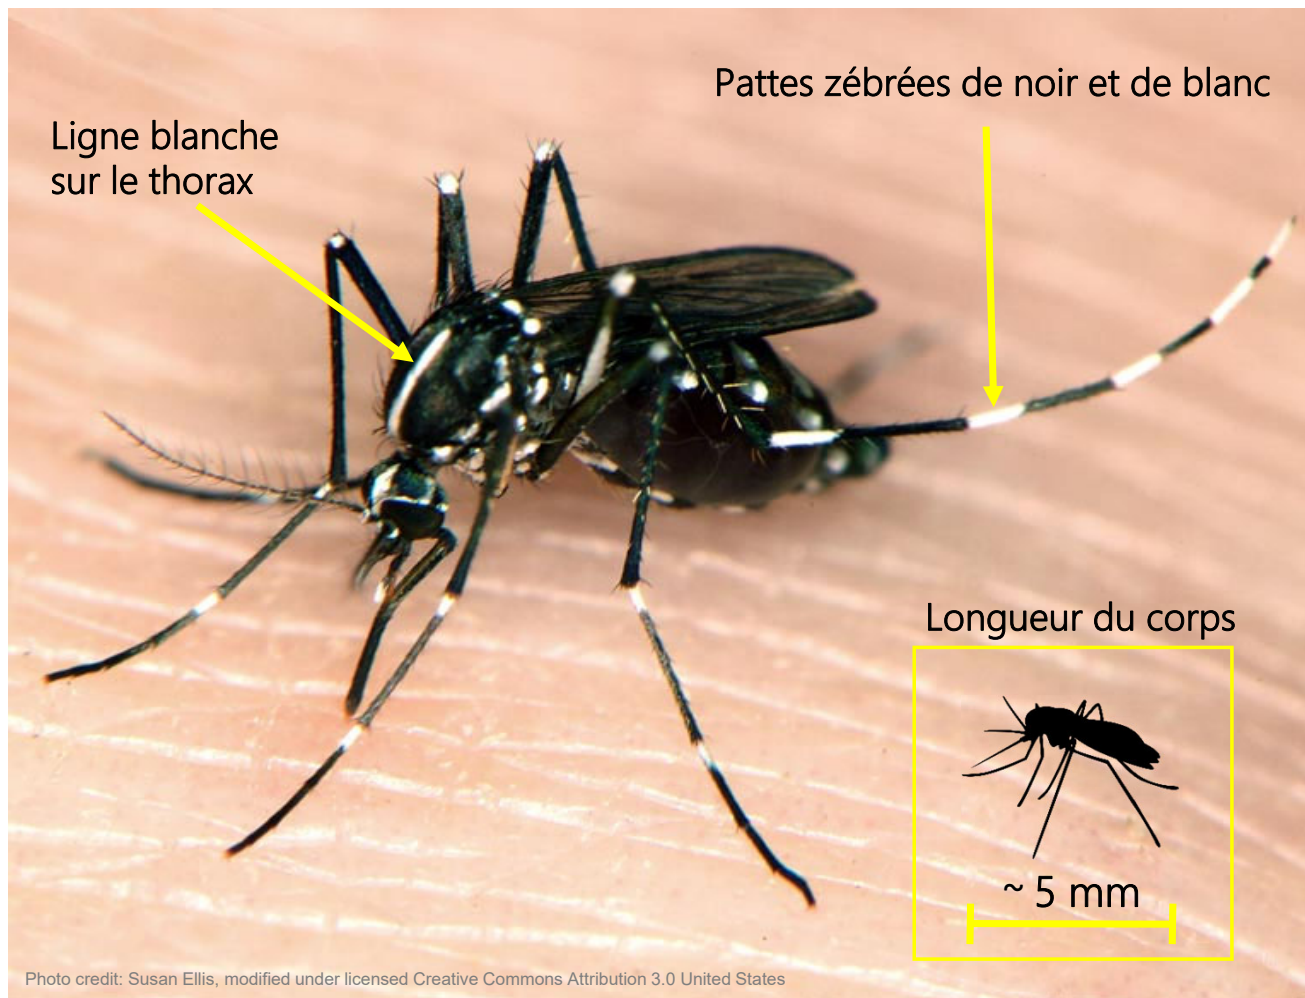 Pattes zébrées de noir et de blanc
Ligne blanche
sur le thorax
Longueur du corps
~ 5 mm
Photo credit: Susan Ellis, modified under licensed Creative Commons Attribution 3.0 United States